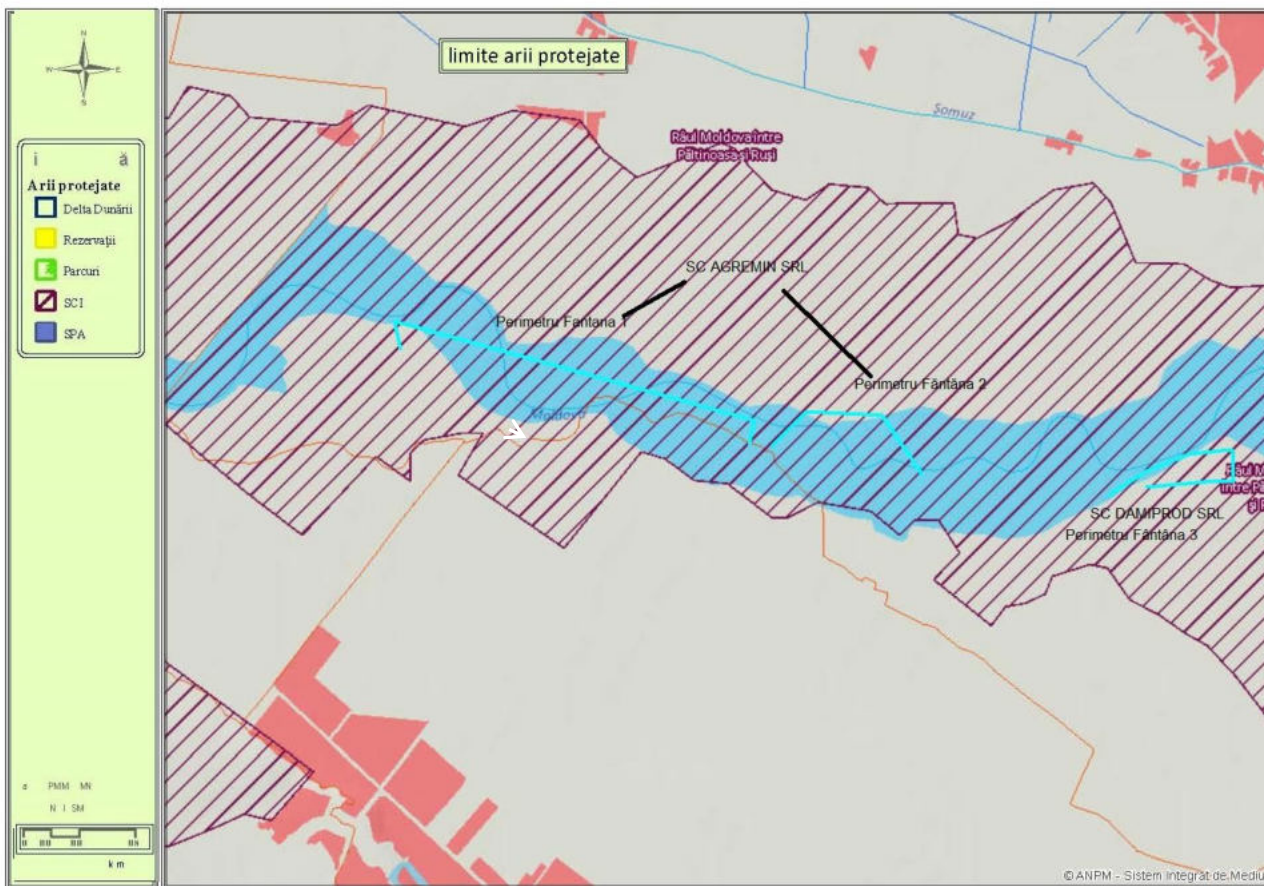 N
W
E
S
limite arii protejate
Somuz
Râul Moldova între
Păltinoasa și Ruși
Arii protejate
Delta Dunării
Rezervații
Parcuri
SCI
SPA
SC AGREMIN SRL
Perimetru Fantana 1
Perimetru Fântâna 2
Moldova
SC DAMIPROD SRL
Perimetru Fântâna 3
km
© ANPM - Sistem Integrat de Mediu